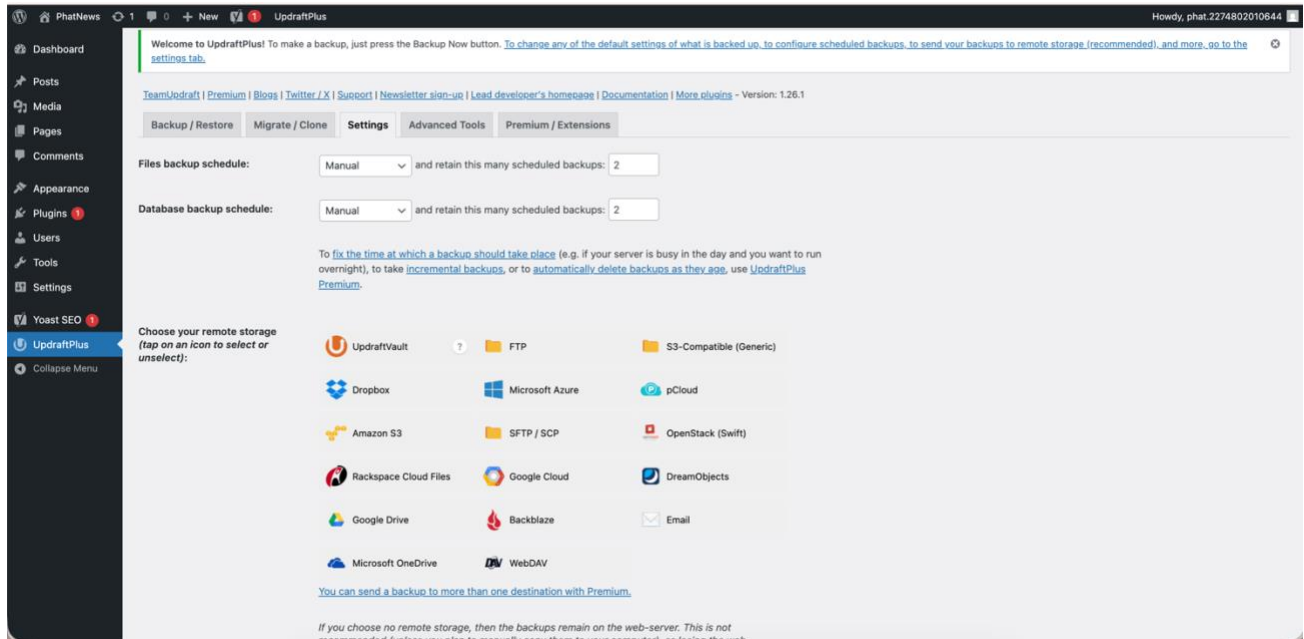 PhatNews 1 0 + New 1 UpdraftPlus Howdy, phat.2274802010644
Dashboard
Posts
Media
Pages
Comments
Appearance
Plugins 1
Users
Tools
Settings
Yoast SEO 1
UpdraftPlus
Collapse Menu
Welcome to UpdraftPlus! To make a backup, just press the Backup Now button. To change any of the default settings of what is backed up, to configure scheduled backups, to send your backups to remote storage (recommended), and more, go to the
settings tab.
TeamUpdraft | Premium | Blogs | Twitter / X | Support | Newsletter sign-up | Lead developer's homepage | Documentation | More plugins - Version: 1.26.1
Backup / Restore Migrate / Clone Settings Advanced Tools Premium / Extensions
Files backup schedule: Manual and retain this many scheduled backups: 2
Database backup schedule: Manual and retain this many scheduled backups: 2
To fix the time at which a backup should take place (e.g. if your server is busy in the day and you want to run
overnight), to take incremental backups, or to automatically delete backups as they age, use UpdraftPlus
Premium.
Choose your remote storage
(tap on an icon to select or
unselect):
UpdraftVault ? FTP S3-Compatible (Generic)
Dropbox Microsoft Azure pCloud
Amazon S3 SFTP / SCP OpenStack (Swift)
Rackspace Cloud Files Google Cloud DreamObjects
Google Drive Backblaze Email
Microsoft OneDrive DAV WebDAV
You can send a backup to more than one destination with Premium.
If you choose no remote storage, then the backups remain on the web-server. This is not